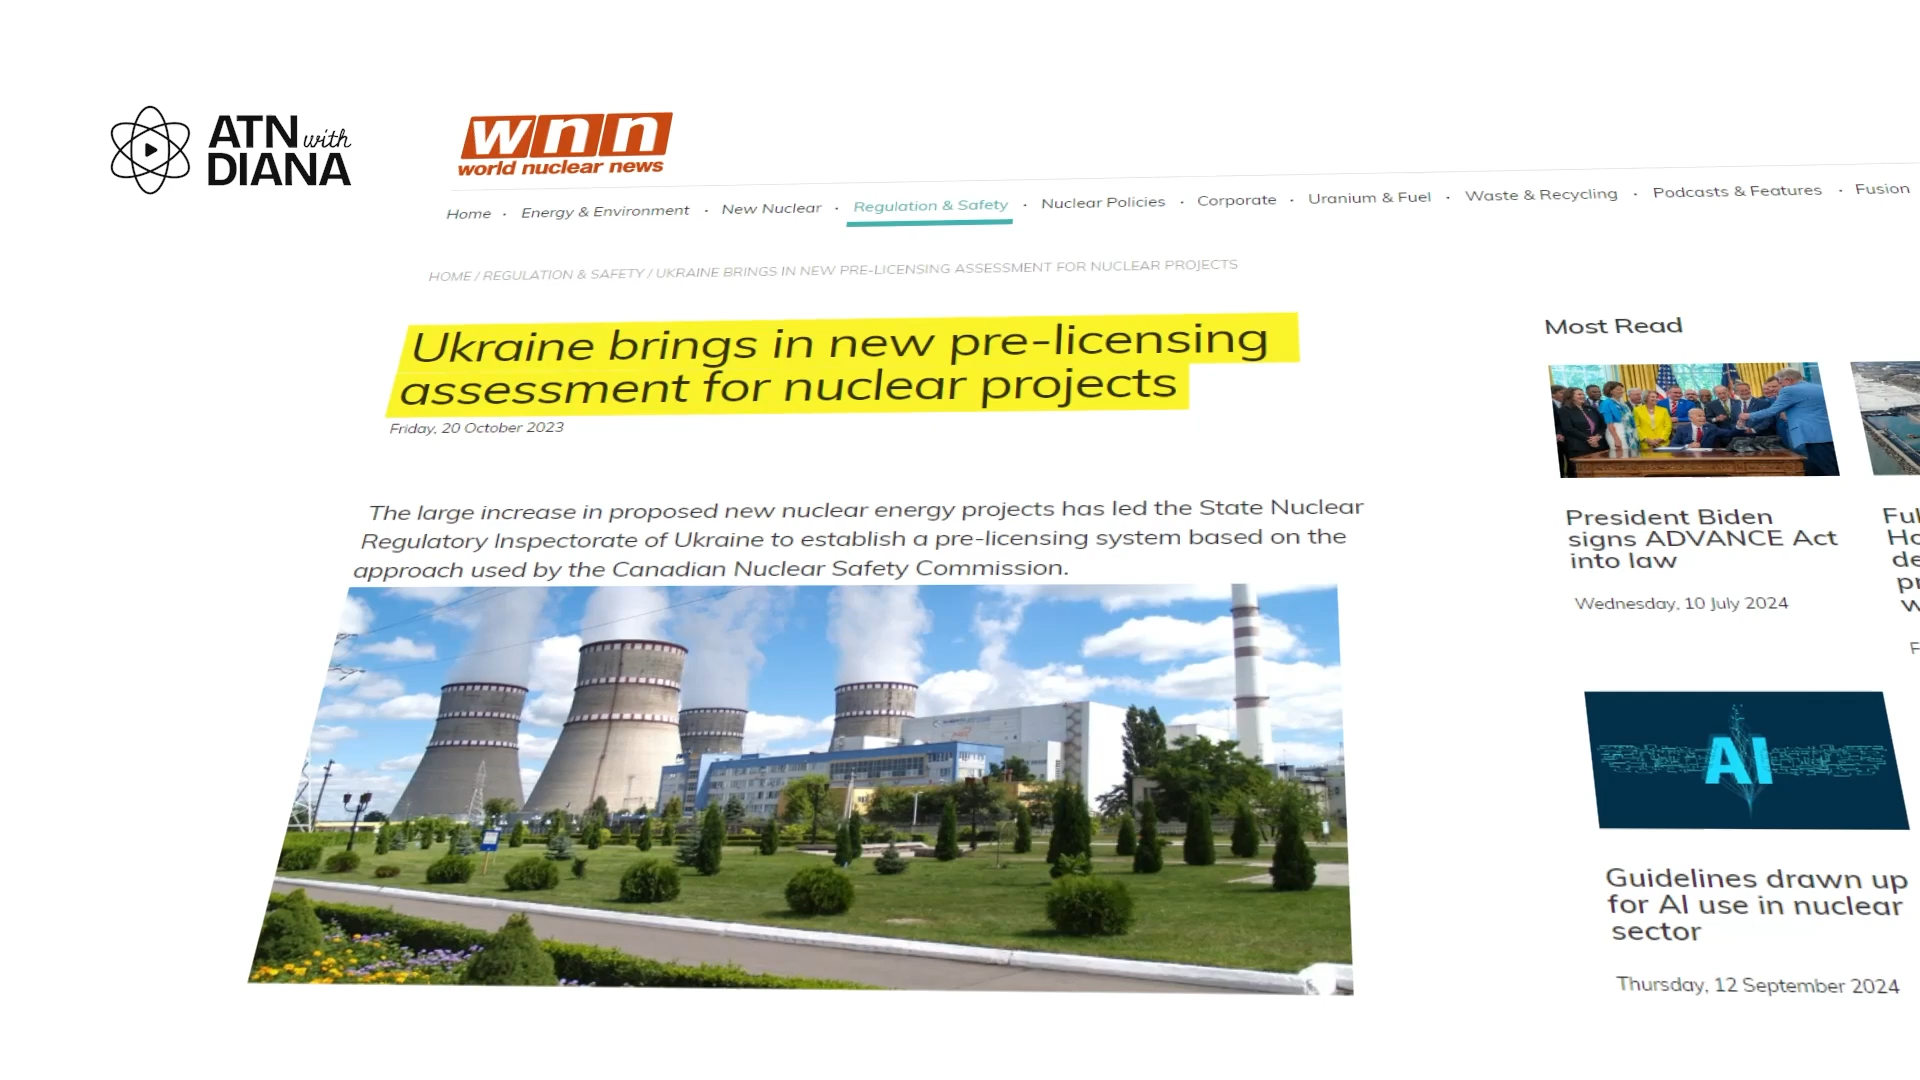 ATN with
DIANA
wnn
world nuclear news
Home · Energy & Environment · New Nuclear · Regulation & Safety · Nuclear Policies · Corporate · Uranium & Fuel · Waste & Recycling · Podcasts & Features · Fusion
HOME / REGULATION & SAFETY / UKRAINE BRINGS IN NEW PRE-LICENSING ASSESSMENT FOR NUCLEAR PROJECTS
Ukraine brings in new pre-licensing
assessment for nuclear projects
Friday, 20 October 2023
The large increase in proposed new nuclear energy projects has led the State Nuclear
Regulatory Inspectorate of Ukraine to establish a pre-licensing system based on the
approach used by the Canadian Nuclear Safety Commission.
Most Read
President Biden
signs ADVANCE Act
into law
Wednesday, 10 July 2024
AI
Guidelines drawn up
for AI use in nuclear
sector
Thursday, 12 September 2024